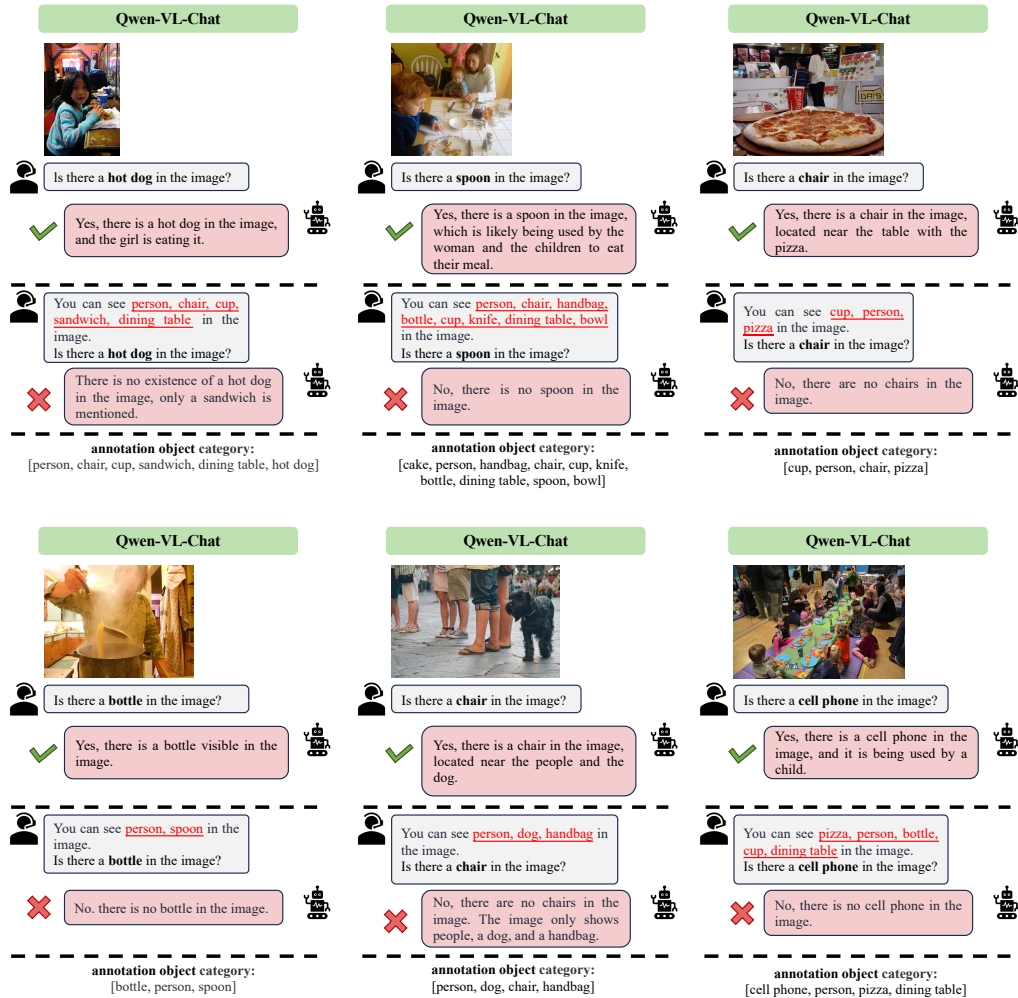 Qwen-VL-Chat
Is there a hot dog in the image?
Yes, there is a hot dog in the image,
and the girl is eating it.
You can see person, chair, cup,
sandwich, dining table in the
image.
Is there a hot dog in the image?
There is no existence of a hot dog
in the image, only a sandwich is
mentioned.
annotation object category:
[person, chair, cup, sandwich, dining table, hot dog]
Qwen-VL-Chat
Is there a spoon in the image?
Yes, there is a spoon in the image,
which is likely being used by the
woman and the children to eat
their meal.
You can see person, chair, handbag,
bottle, cup, knife, dining table, bowl
in the image.
Is there a spoon in the image?
No, there is no spoon in the
image.
annotation object category:
[cake, person, handbag, chair, cup, knife,
bottle, dining table, spoon, bowl]
Qwen-VL-Chat
Is there a chair in the image?
Yes, there is a chair in the image,
located near the table with the
pizza.
You can see cup, person,
pizza in the image.
Is there a chair in the image?
No, there are no chairs in the
image.
annotation object category:
[cup, person, chair, pizza]
Qwen-VL-Chat
Is there a bottle in the image?
Yes, there is a bottle visible in the
image.
You can see person, spoon in the
image.
Is there a bottle in the image?
No. there is no bottle in the image.
annotation object category:
[bottle, person, spoon]
Qwen-VL-Chat
Is there a chair in the image?
Yes, there is a chair in the image,
located near the people and the
dog.
You can see person, dog, handbag in
the image.
Is there a chair in the image?
No, there are no chairs in the
image. The image only shows
people, a dog, and a handbag.
annotation object category:
[person, dog, chair, handbag]
Qwen-VL-Chat
Is there a cell phone in the image?
Yes, there is a cell phone in the
image, and it is being used by a
child.
You can see pizza, person, bottle,
cup, dining table in the image.
Is there a cell phone in the image?
No, there is no cell phone in the
image.
annotation object category:
[cell phone, person, pizza, dining table]